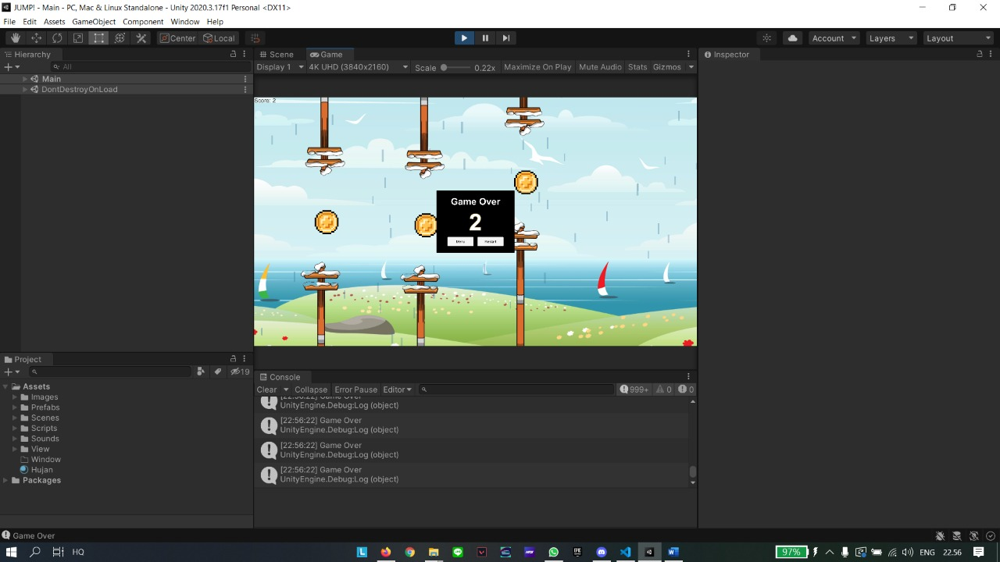 JUMP! - Main - PC, Mac & Linux Standalone - Unity 2020.3.17f1 Personal <DX11>
File Edit Assets GameObject Component Window Help
Center Local
Account Layers Layout
Hierarchy
All
Main
DontDestroyOnLoad
Scene Game
Display 1 4K UHD (3840x2160) Scale 0.22x Maximize On Play Mute Audio Stats Gizmos
Score: 2
Game Over
2
Menu Restart
Inspector
Project
19
Assets
Images
Prefabs
Scenes
Scripts
Sounds
View
Window
Hujan
Packages
Console
Clear Collapse Error Pause Editor 999+ 0 0
[22:56:22] Game Over
UnityEngine.Debug:Log (object)
[22:56:22] Game Over
UnityEngine.Debug:Log (object)
[22:56:22] Game Over
UnityEngine.Debug:Log (object)
[22:56:22] Game Over
UnityEngine.Debug:Log (object)
Game Over
HQ
97% ENG 22.56